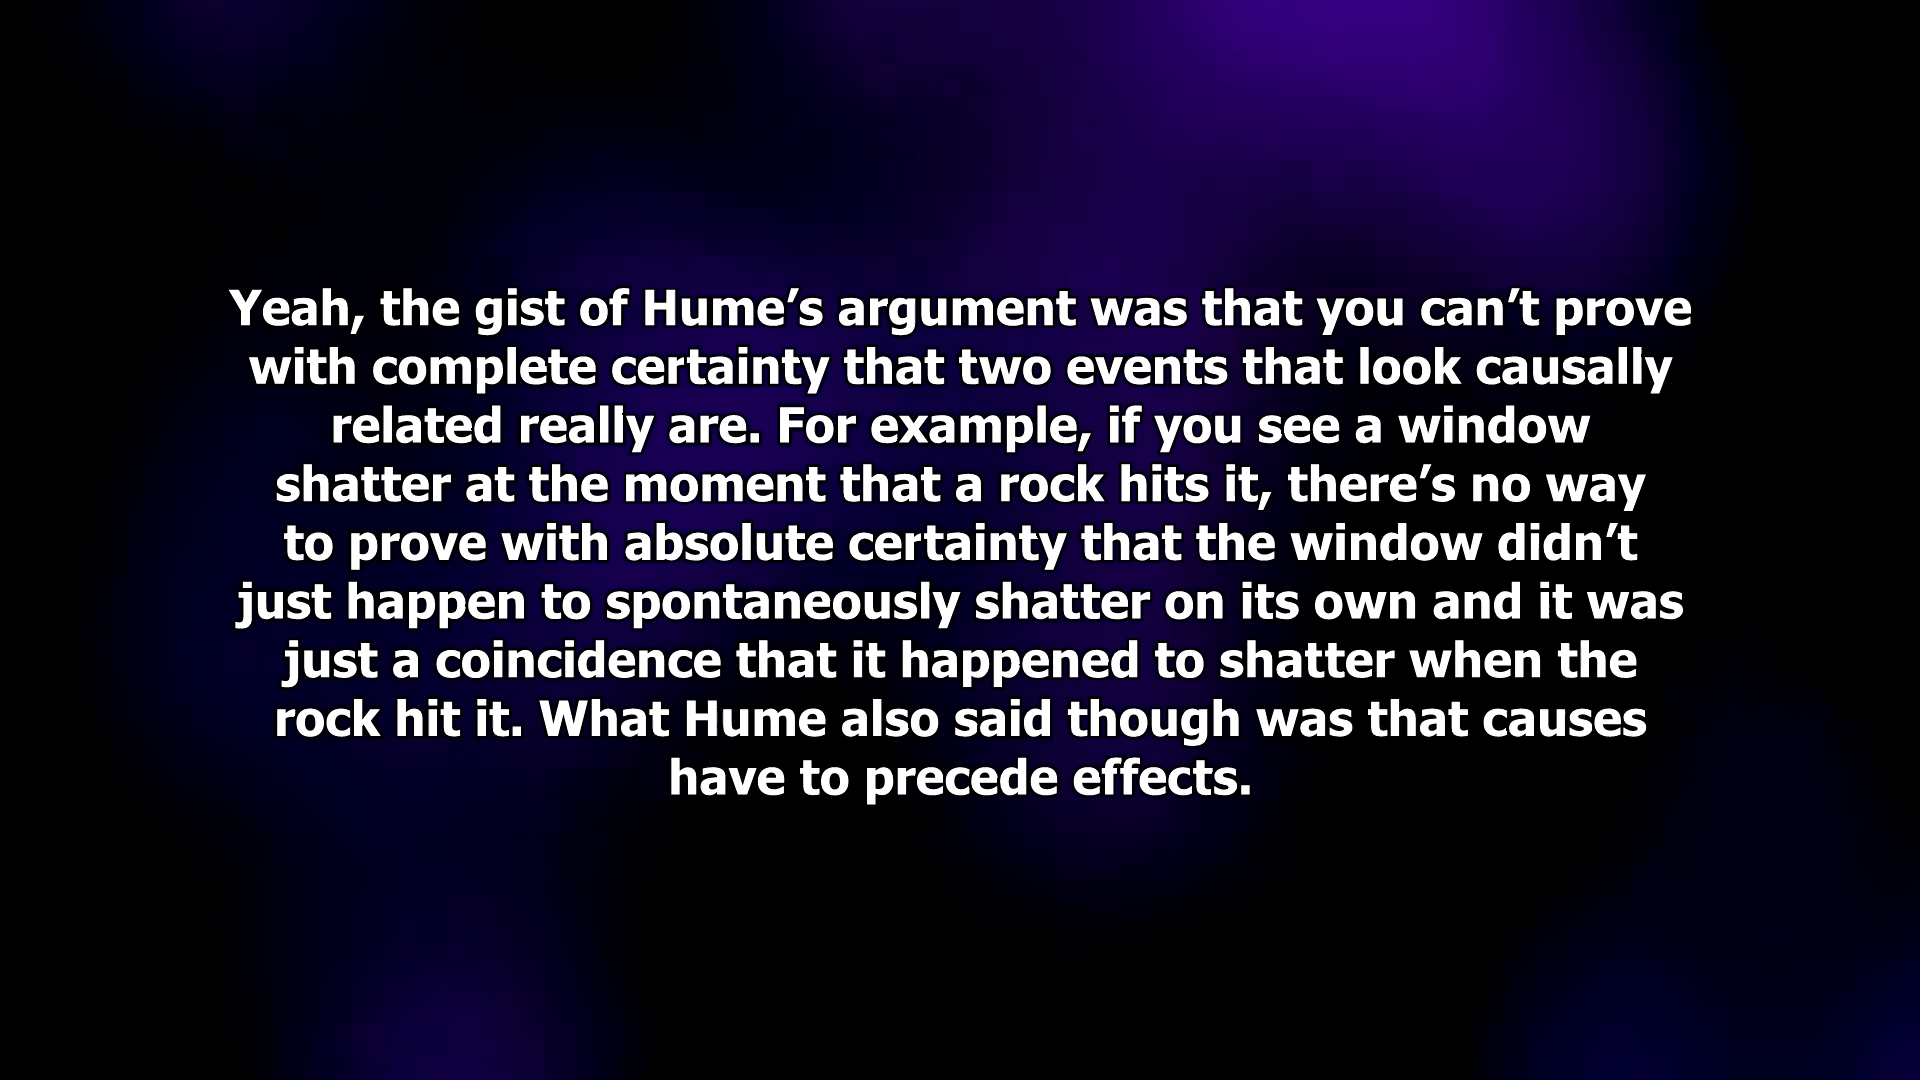 Yeah, the gist of Hume’s argument was that you can’t prove
with complete certainty that two events that look causally
related really are. For example, if you see a window
shatter at the moment that a rock hits it, there’s no way
to prove with absolute certainty that the window didn’t
just happen to spontaneously shatter on its own and it was
just a coincidence that it happened to shatter when the
rock hit it. What Hume also said though was that causes
have to precede effects.